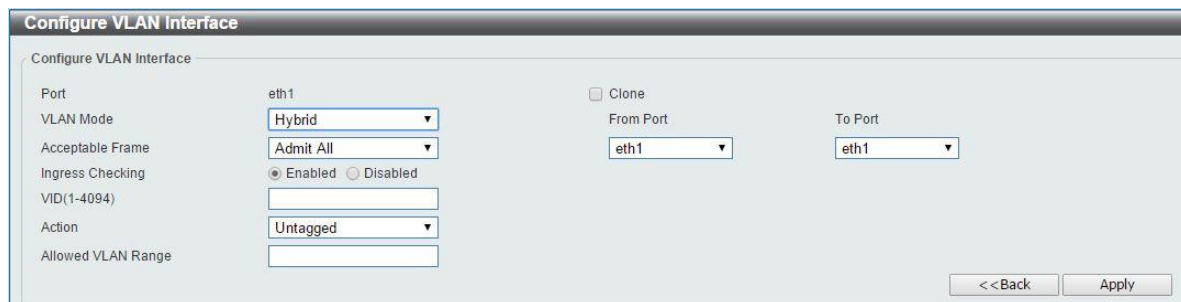 Configure VLAN Interface
Configure VLAN Interface
Port eth1 Clone
VLAN Mode Hybrid From Port To Port
Acceptable Frame Admit All eth1 eth1
Ingress Checking Enabled Disabled
VID(1-4094)
Action Untagged
Allowed VLAN Range
<<Back Apply